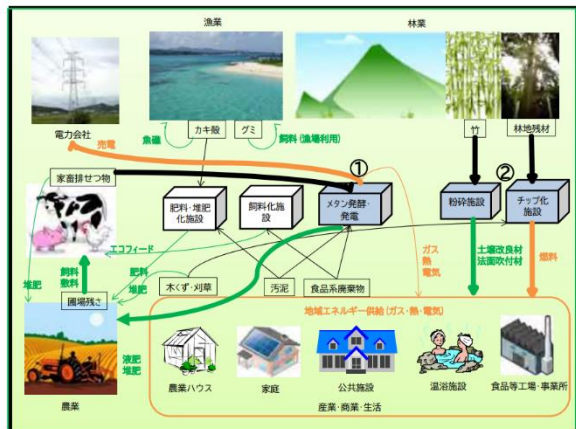 漁業
林業
電力会社
売電
魚礁
カキ殻
グミ
飼料(漁場利用)
竹
林地残材
家畜排せつ物
①
②
肥料・堆肥
化施設
飼料化施
設
メタン発酵・
発電
粉砕施設
チップ化
施設
エコフィード
堆肥
飼料
敷料
肥料
堆肥
木くず・刈草
汚泥
食品系廃棄物
ガス
熱
電気
土壌改良材
法面吹付材
燃料
圃場残さ
液肥
堆肥
農業
地域エネルギー供給(ガス・熱・電気)
農業ハウス
家庭
公共施設
温浴施設
食品等工場・事業所
産業・商業・生活